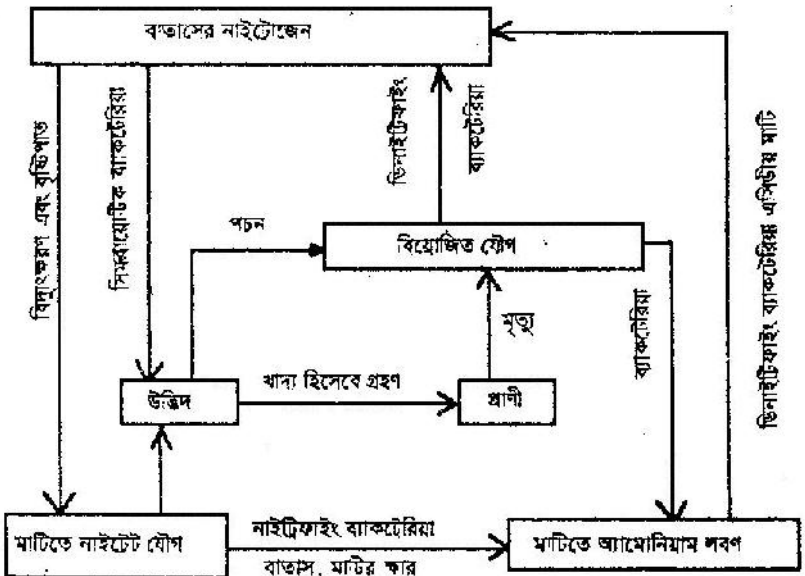 বাতাসের নাইট্রোজেন
বিদ্যুৎক্ষরণ এবং বৃষ্টিপাত
সিমবায়োটিক ব্যাকটেরিয়া
ডিনাইট্রিফাইং
ব্যাকটেরিয়া
ডিনাইট্রিফাইং ব্যাকটেরিয়া এসিডীয় মাটি
পচন
বিয়োজিত যৌগ
মৃত্যু
ব্যাকটেরিয়া
উদ্ভিদ
খাদ্য হিসেবে গ্রহণ
প্রাণী
মাটিতে নাইটেট যৌগ
নাইট্রিফাইং ব্যাকটেরিয়া
বাতাস, মাটির ক্ষার
মাটিতে অ্যামোনিয়াম লবণ